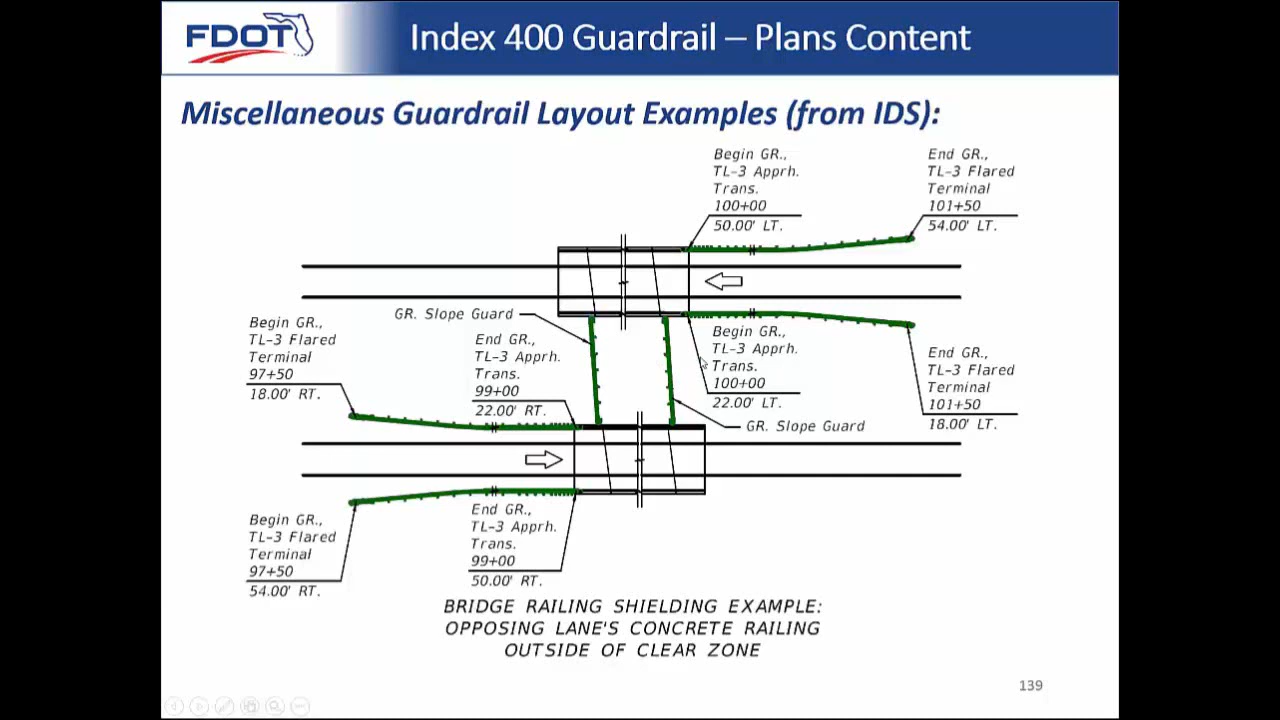 FDOT
Index 400 Guardrail – Plans Content
Miscellaneous Guardrail Layout Examples (from IDS):
Begin GR.,
TL-3 Apprh.
Trans.
100+00
50.00' LT.
End GR.,
TL-3 Flared
Terminal
101+50
54.00' LT.
GR. Slope Guard
Begin GR.,
TL-3 Flared
Terminal
97+50
18.00' RT.
End GR.,
TL-3 Apprh.
Trans.
99+00
22.00' RT.
Begin GR.,
TL-3 Apprh.
Trans.
100+00
22.00' LT.
End GR.,
TL-3 Flared
Terminal
101+50
18.00' LT.
GR. Slope Guard
Begin GR.,
TL-3 Flared
Terminal
97+50
54.00' RT.
End GR.,
TL-3 Apprh.
Trans.
99+00
50.00' RT.
BRIDGE RAILING SHIELDING EXAMPLE:
OPPOSING LANE'S CONCRETE RAILING
OUTSIDE OF CLEAR ZONE
139